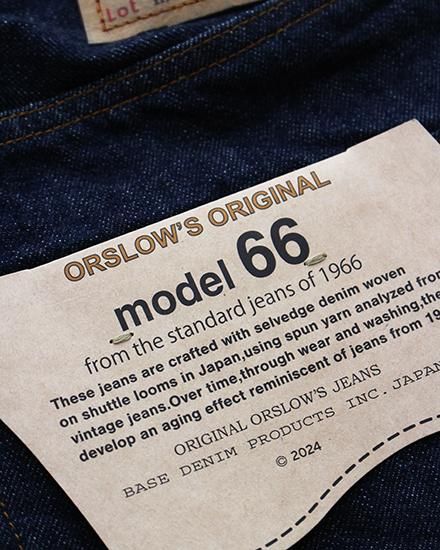 Lot
ORSLOW'S ORIGINAL
model 66
from the standard jeans of 1966
These jeans are crafted with selvedge denim woven
on shuttle looms in Japan,using spun yarn analyzed from
vintage jeans.Over time,through wear and washing,
develop an aging effect reminiscent of jeans from
ORIGINAL ORSLOW'S JEANS
BASE DENIM PRODUCTS INC.JAPAN
© 2024